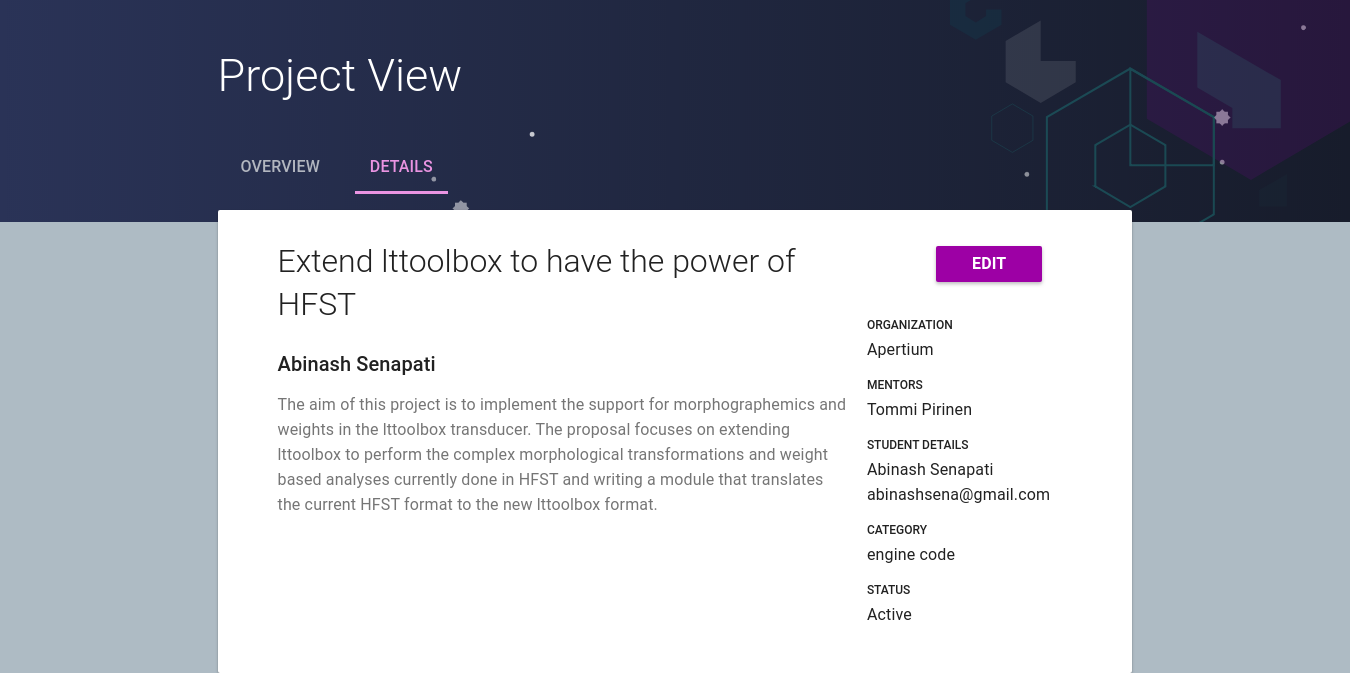 Project View
OVERVIEW
DETAILS
Extend lttoolbox to have the power of
HFST
Abinash Senapati
The aim of this project is to implement the support for morphographemics and
weights in the lttoolbox transducer. The proposal focuses on extending
lttoolbox to perform the complex morphological transformations and weight
based analyses currently done in HFST and writing a module that translates
the current HFST format to the new lttoolbox format.
EDIT
ORGANIZATION
Apertium
MENTORS
Tommi Pirinen
STUDENT DETAILS
Abinash Senapati
abinashsena@gmail.com
CATEGORY
engine code
STATUS
Active